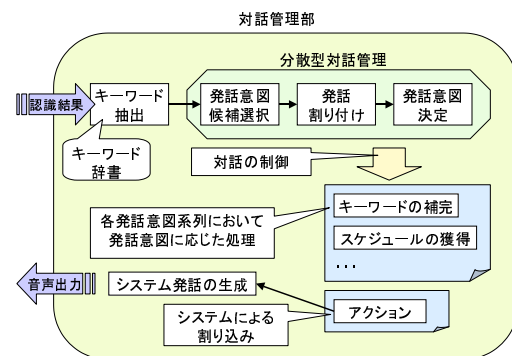 対話管理部
分散型対話管理
認識結果
キーワード
抽出
発話意図
候補選択
発話
割り付け
発話意図
決定
キーワード
辞書
対話の制御
各発話意図系列において
発話意図に応じた処理
キーワードの補完
スケジュールの獲得
...
音声出力
システム発話の生成
アクション
システムによる
割り込み